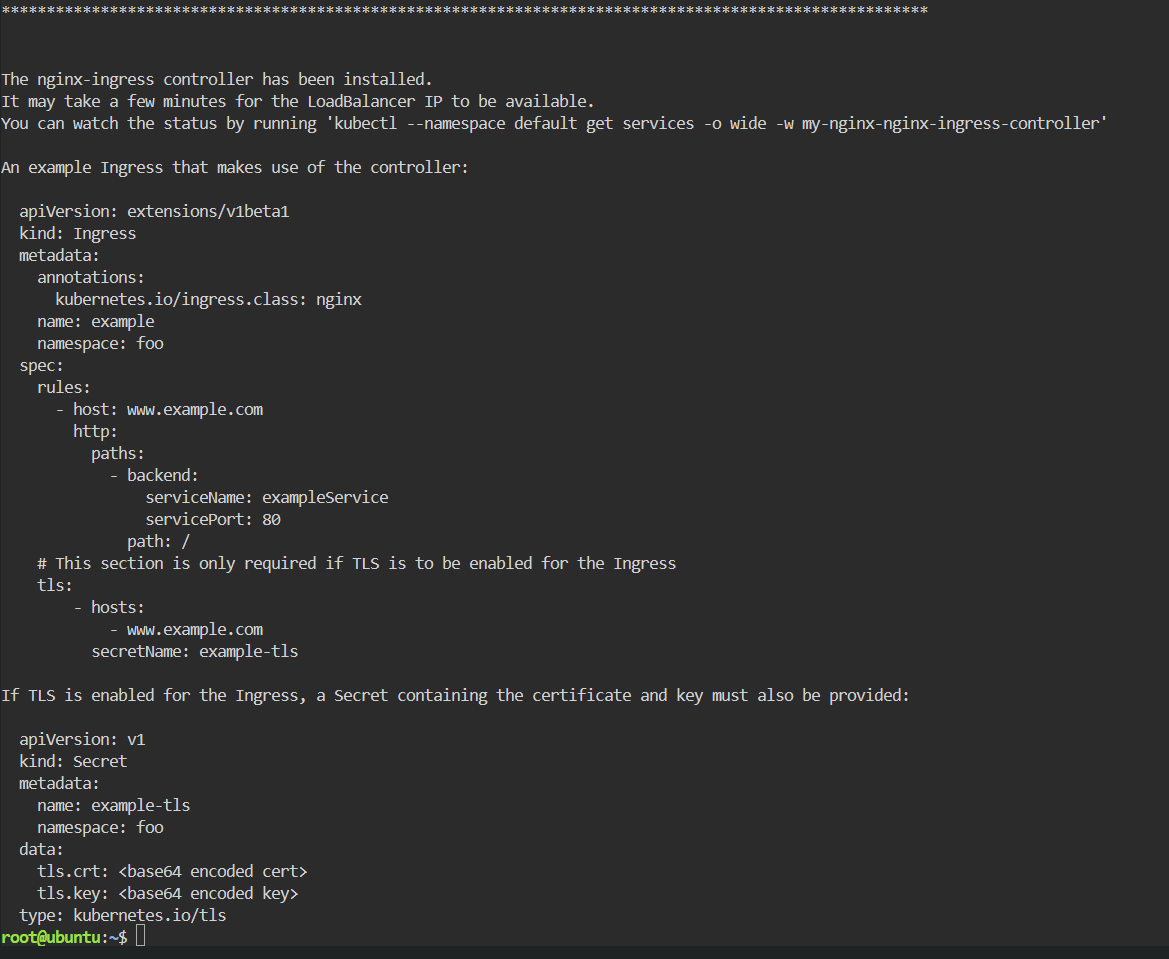 *******************************************************************************************************
The nginx-ingress controller has been installed.
It may take a few minutes for the LoadBalancer IP to be available.
You can watch the status by running 'kubectl --namespace default get services -o wide -w my-nginx-nginx-ingress-controller'
An example Ingress that makes use of the controller:
  apiVersion: extensions/v1beta1
  kind: Ingress
  metadata:
    annotations:
      kubernetes.io/ingress.class: nginx
    name: example
    namespace: foo
  spec:
    rules:
      - host: www.example.com
        http:
          paths:
            - backend:
                serviceName: exampleService
                servicePort: 80
              path: /
    # This section is only required if TLS is to be enabled for the Ingress
    tls:
        - hosts:
            - www.example.com
          secretName: example-tls
If TLS is enabled for the Ingress, a Secret containing the certificate and key must also be provided:
  apiVersion: v1
  kind: Secret
  metadata:
    name: example-tls
    namespace: foo
  data:
    tls.crt: <base64 encoded cert>
    tls.key: <base64 encoded key>
  type: kubernetes.io/tls
root@ubuntu:~$